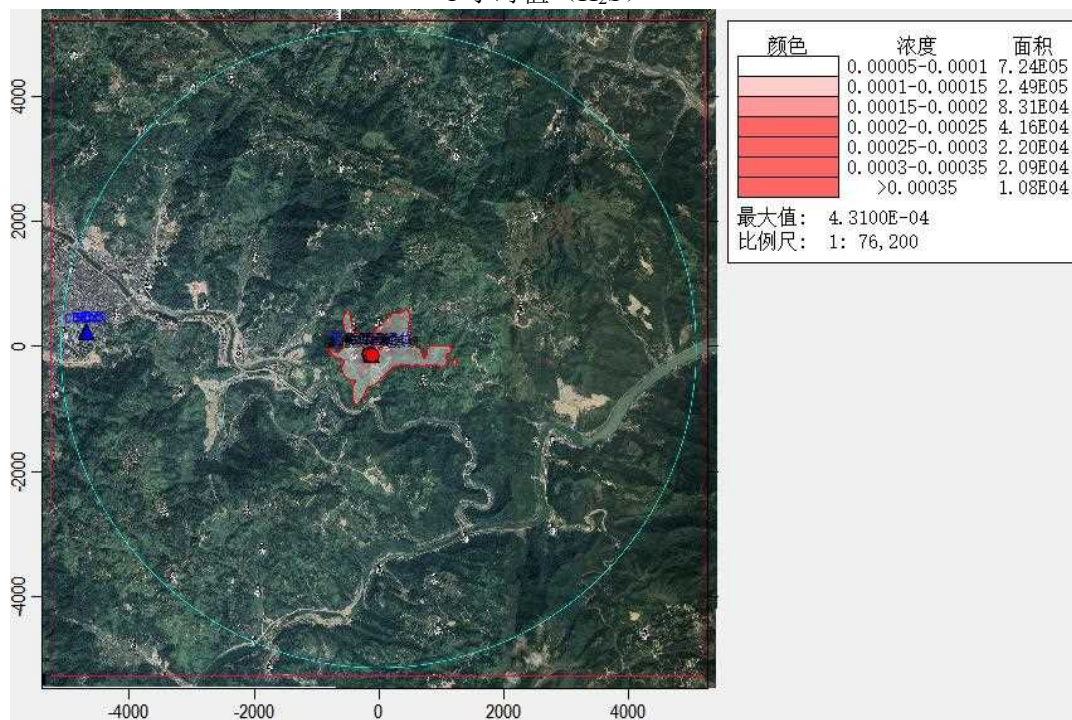 颜色 浓度 面积
0.00005-0.0001 7.24E05
0.0001-0.00015 2.49E05
0.00015-0.0002 8.31E04
0.0002-0.00025 4.16E04
0.00025-0.0003 2.20E04
0.0003-0.00035 2.09E04
>0.00035 1.08E04
最大值: 4.3100E-04
比例尺: 1: 76,200
4000
2000
0
-2000
-4000
-4000 -2000 0 2000 4000